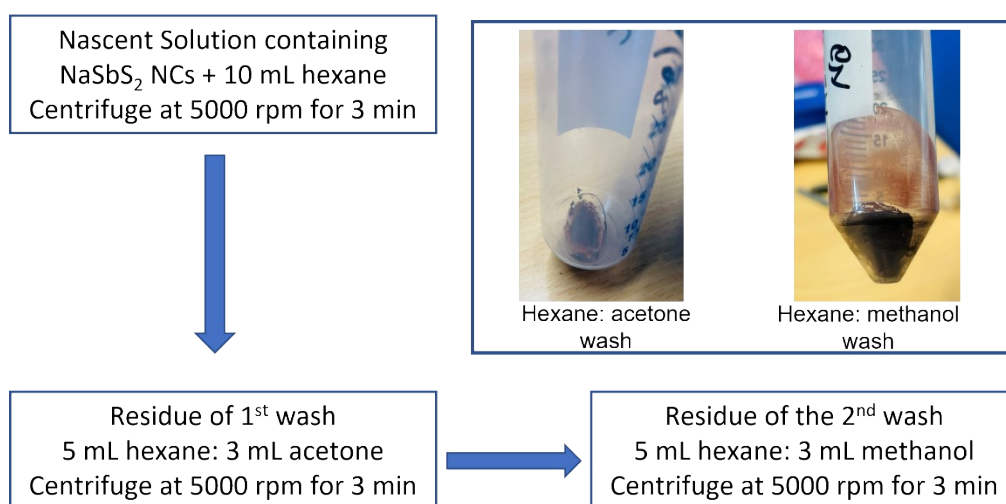 Nascent Solution containing
NaSbS₂ NCs + 10 mL hexane
Centrifuge at 5000 rpm for 3 min
Hexane: acetone
wash
Hexane: methanol
wash
Residue of 1ˢᵗ wash
5 mL hexane: 3 mL acetone
Centrifuge at 5000 rpm for 3 min
Residue of the 2ⁿᵈ wash
5 mL hexane: 3 mL methanol
Centrifuge at 5000 rpm for 3 min